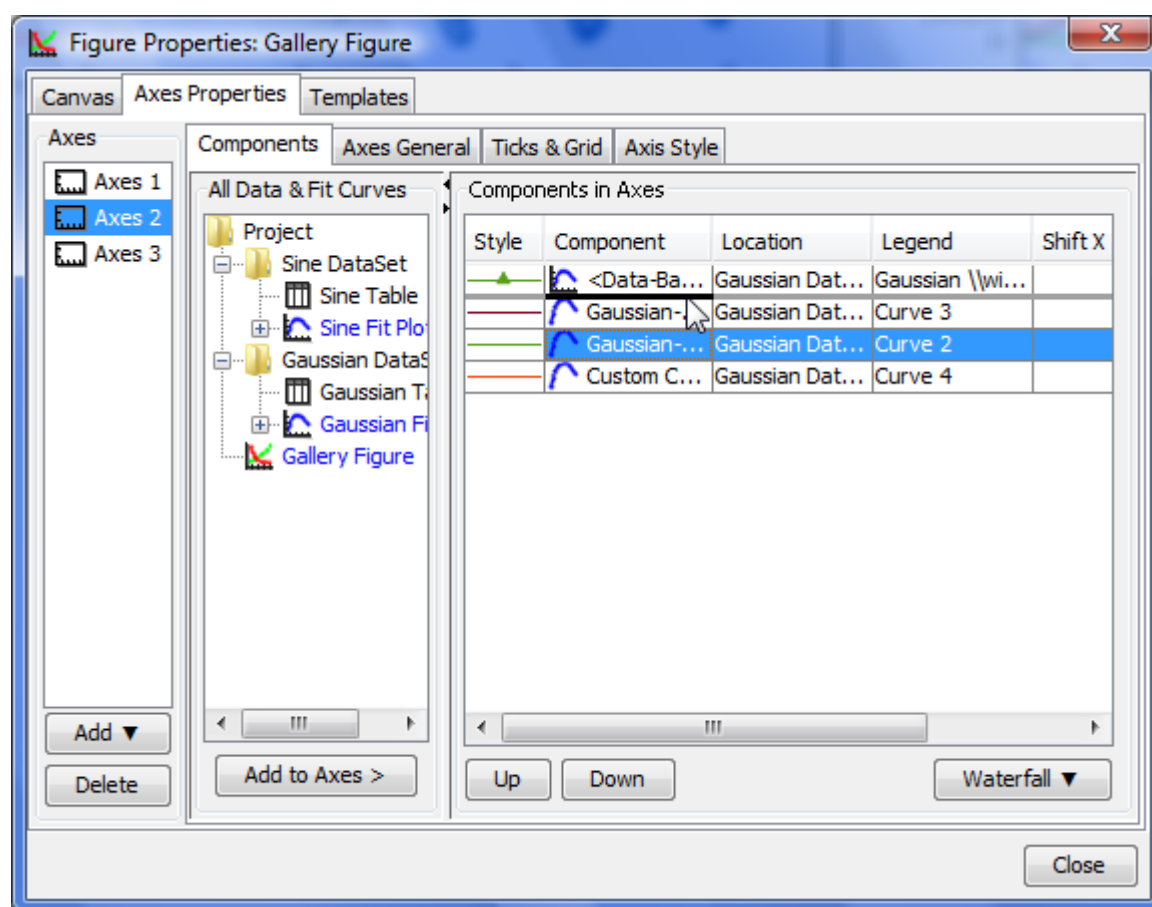 Figure Properties: Gallery Figure
Canvas Axes Properties Templates
Axes
Axes 1
Axes 2
Axes 3
Add ▼
Delete
Components Axes General Ticks & Grid Axis Style
All Data & Fit Curves
Project
Sine DataSet
Sine Table
Sine Fit Plo
Gaussian DataS
Gaussian Ta
Gaussian Fi
Gallery Figure
Add to Axes >
Components in Axes
Style Component Location Legend Shift X
<Data-Ba... Gaussian Dat... Gaussian \\wi...
Gaussian-... Gaussian Dat... Curve 3
Gaussian-... Gaussian Dat... Curve 2
Custom C... Gaussian Dat... Curve 4
Up Down Waterfall ▼
Close